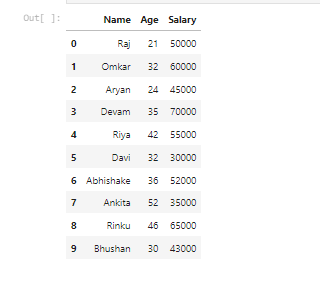 Out[ ]:
Name Age Salary
0 Raj 21 50000
1 Omkar 32 60000
2 Aryan 24 45000
3 Devam 35 70000
4 Riya 42 55000
5 Davi 32 30000
6 Abhishake 36 52000
7 Ankita 52 35000
8 Rinku 46 65000
9 Bhushan 30 43000